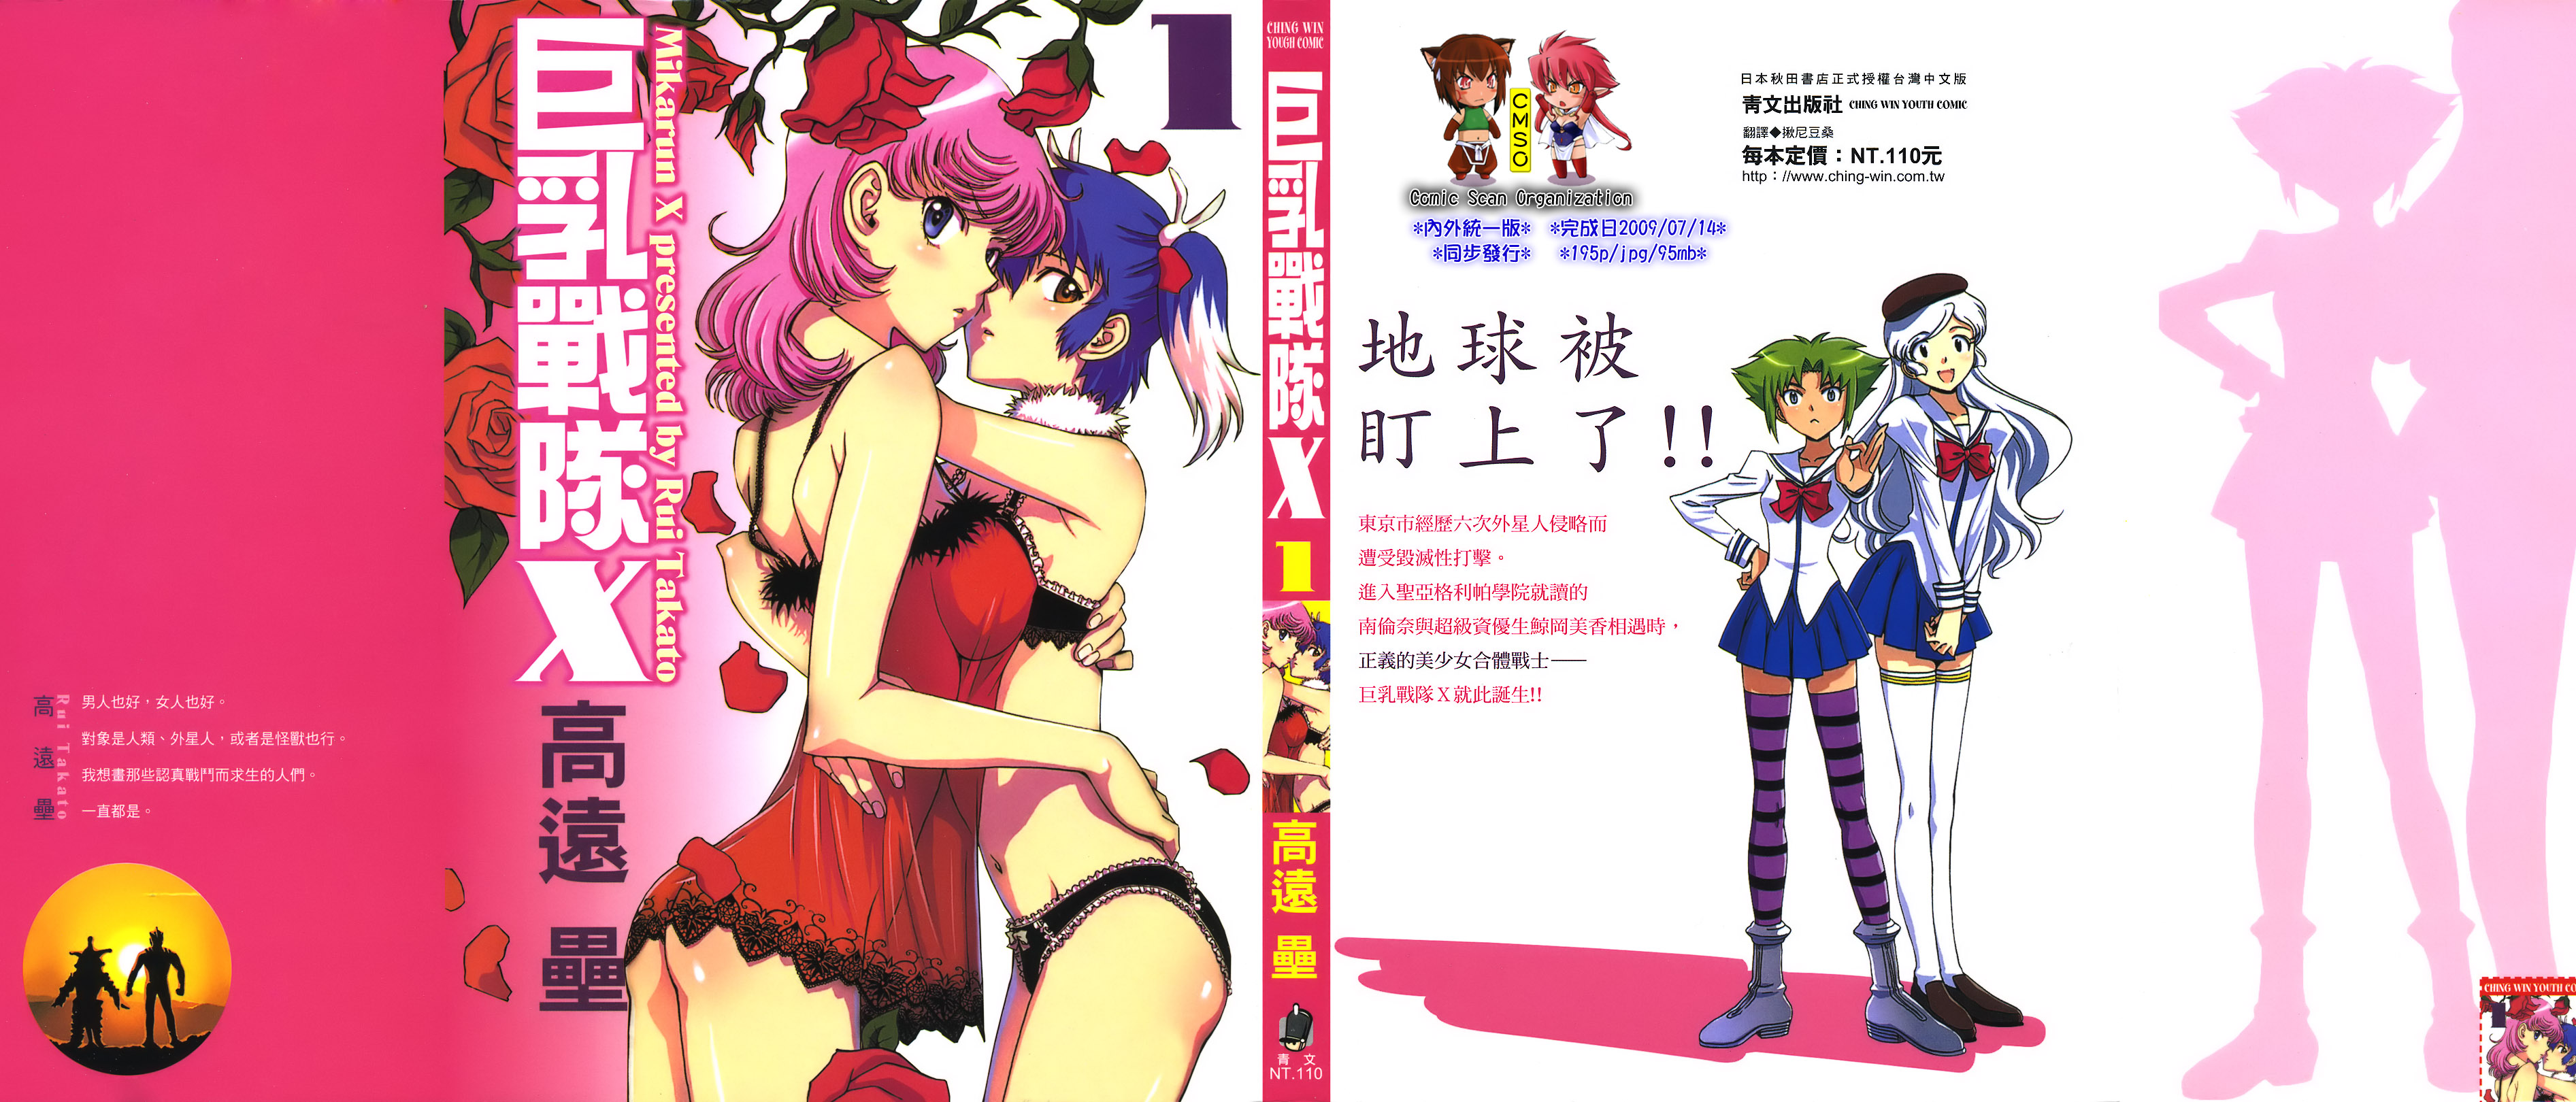 高遠壘
Rui Takato
男人也好，女人也好。
對象是人類、外星人，或者是怪獸也行。
我想畫那些認真戰鬥而求生的人們。
一直都是。
巨乳戰隊X
Mikarun X presented by Rui Takato
高遠 壘
1
CHING WIN
YOUTH COMIC
巨乳戰隊X
1
高遠 壘
青文
NT.110
CMSO
Comic Scan Organization
*內外統一版* *完成日2009/07/14*
*同步發行* *195p/jpg/95mb*
日本秋田書店正式授權台灣中文版
青文出版社 CHING WIN YOUTH COMIC
翻譯◆揪尼豆桑
每本定價：NT.110元
http：//www.ching-win.com.tw
地球被
盯上了!!
東京市經歷六次外星人侵略而
遭受毀滅性打擊。
進入聖亞格利帕學院就讀的
南倫奈與超級資優生鯨岡美香相遇時，
正義的美少女合體戰士——
巨乳戰隊X就此誕生!!
CHING WIN YOUTH CO
1